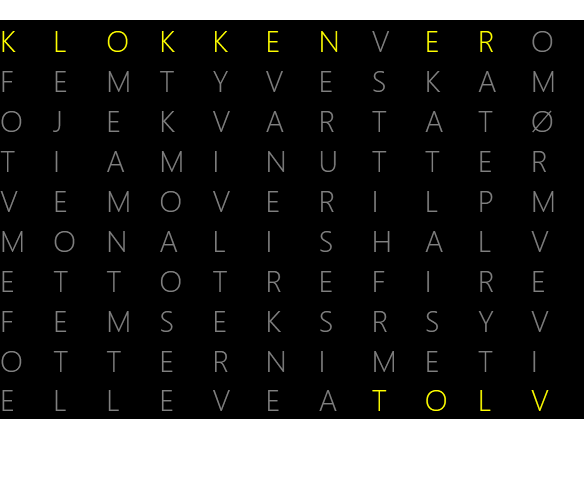 K L O K K E N V E R O
F E M T Y V E S K A M
O J E K V A R T A T Ø
T I A M I N U T T E R
V E M O V E R I L P M
M O N A L I S H A L V
E T T O T R E F I R E
F E M S E K S R S Y V
O T T E R N I M E T I
E L L E V E A T O L V